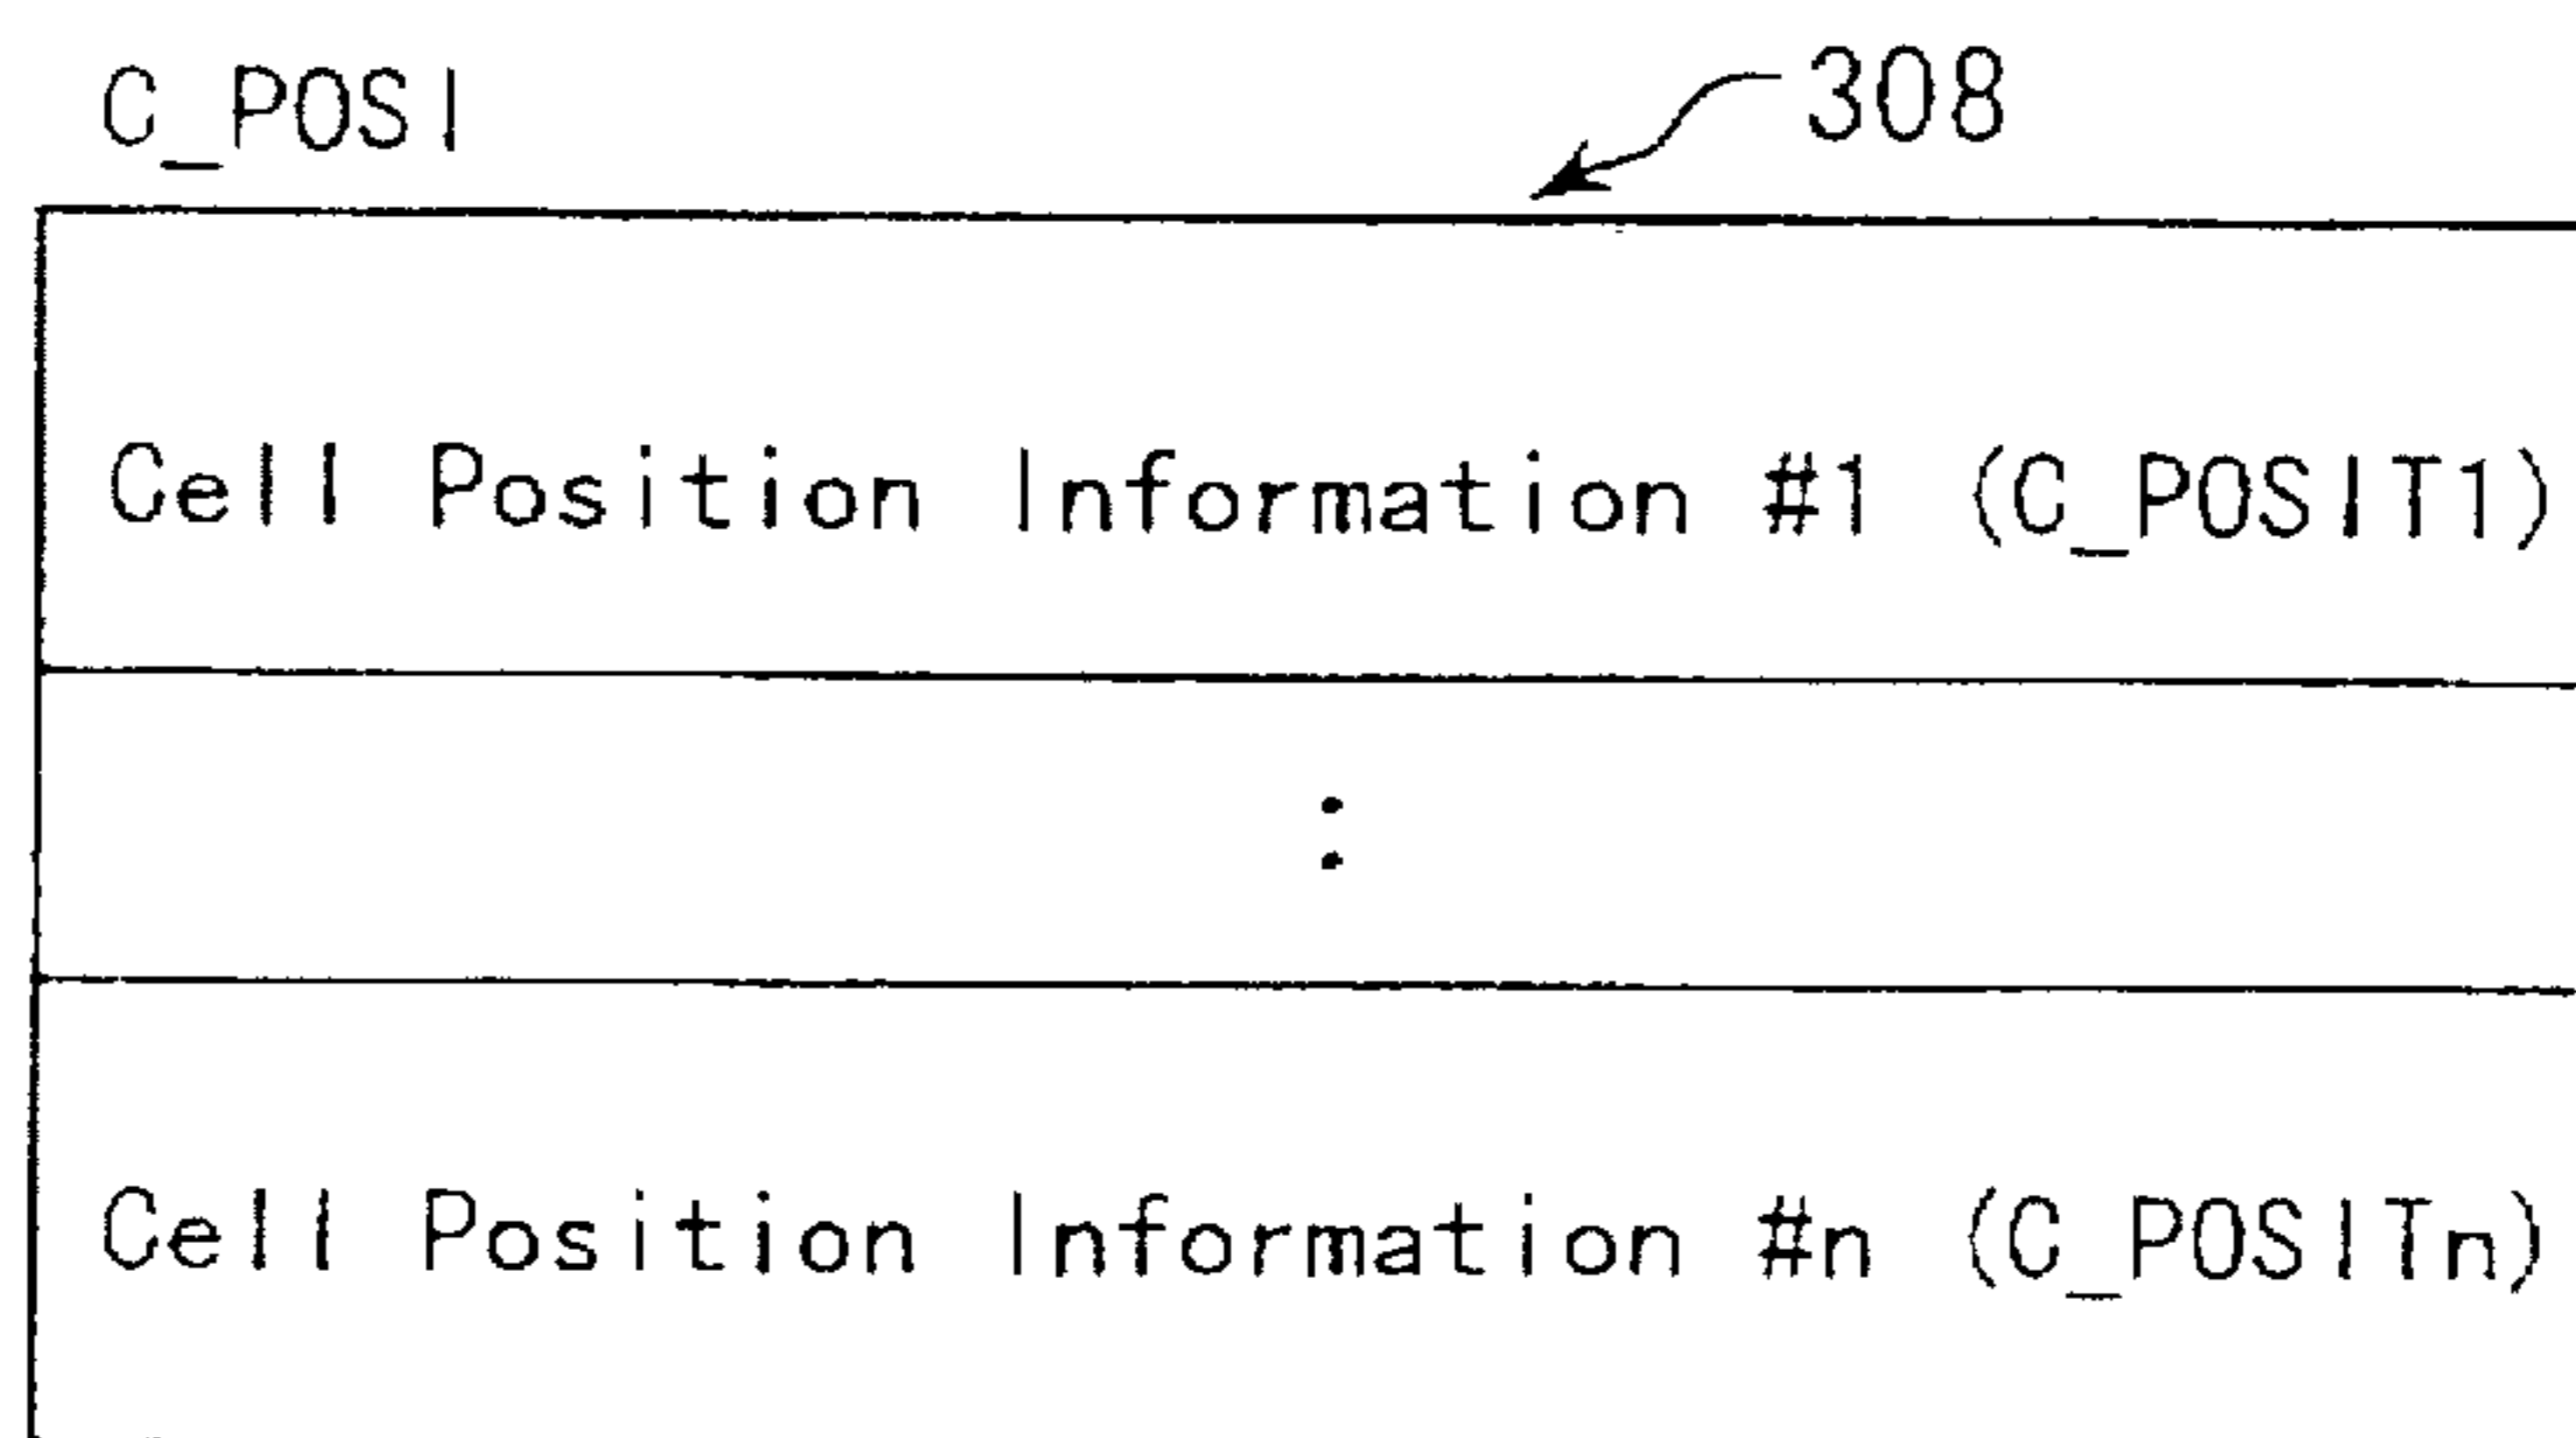 C_POSI
308
Cell Position Information #1 (C_POSIT1)
:
Cell Position Information #n (C_POSITn)